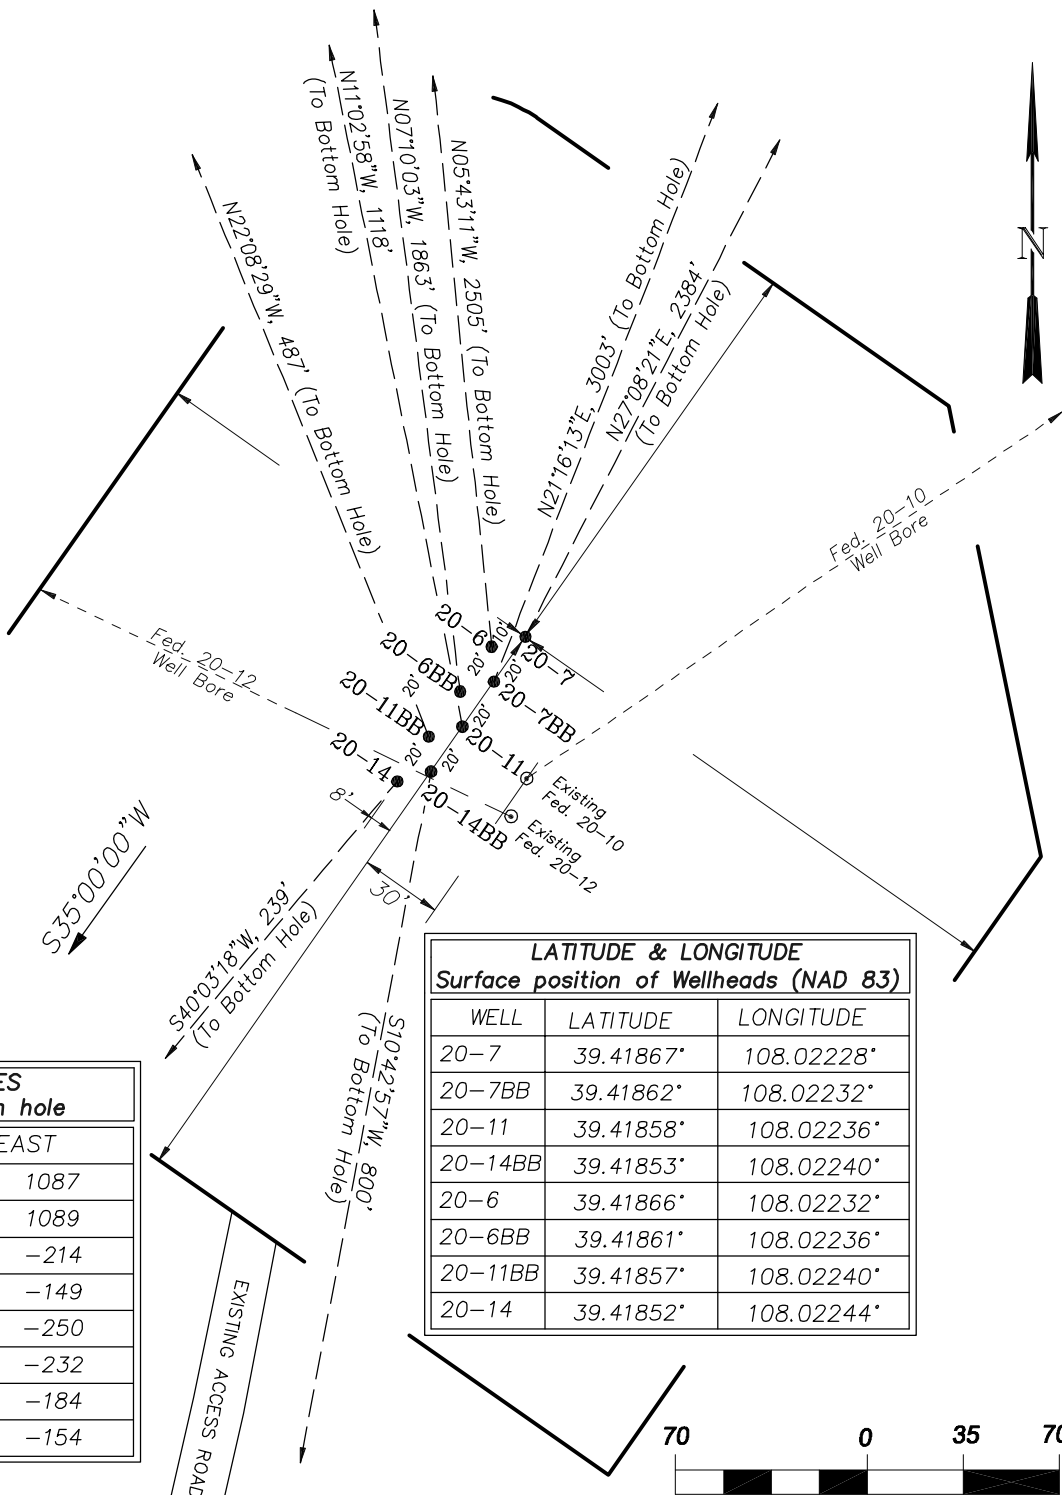 N11°02'58"W, 1118'
(To Bottom Hole)
N07°10'03"W, 1863' (To Bottom Hole)
N05°43'11"W, 2505' (To Bottom Hole)
N22°08'29"W, 487' (To Bottom Hole)
N21°16'13"E, 3003' (To Bottom Hole)
N27°08'21"E, 2384'
(To Bottom Hole)
N
Fed. 20-10
Well Bore
Fed. 20-12
Well Bore
20-6
10'
20-7
20'
20'
20-6BB
20-7BB
20'
20'
20-11BB
20-11
20'
20'
20-14
20-14BB
8'
30'
Existing
Fed. 20-10
Existing
Fed. 20-12
S35°00'00"W
S40°03'18"W, 239'
(To Bottom Hole)
S10°42'57"W, 800'
(To Bottom Hole)
LATITUDE & LONGITUDE
Surface position of Wellheads (NAD 83)
WELL LATITUDE LONGITUDE
20-7 39.41867° 108.02228°
20-7BB 39.41862° 108.02232°
20-11 39.41858° 108.02236°
20-14BB 39.41853° 108.02240°
20-6 39.41866° 108.02232°
20-6BB 39.41861° 108.02236°
20-11BB 39.41857° 108.02240°
20-14 39.41852° 108.02244°
ES
hole
EAST
1087
1089
-214
-149
-250
-232
-184
-154
EXISTING ACCESS ROAD
70 0 35 70